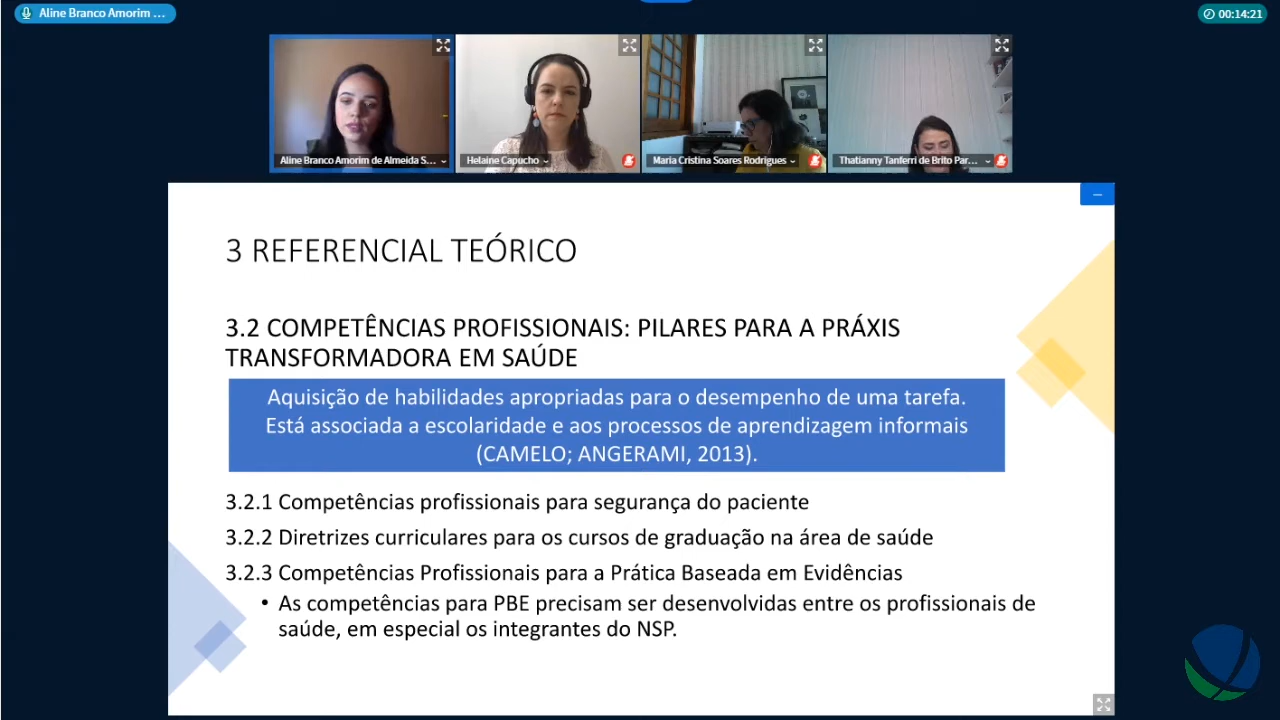 Aline Branco Amorim ...
00:14:21
Aline Branco Amorim de Almeida S...
Helaine Capucho
Maria Cristina Soares Rodrigues
Thatianny Tanferri de Brito Par...
3 REFERENCIAL TEÓRICO
3.2 COMPETÊNCIAS PROFISSIONAIS: PILARES PARA A PRÁXIS
TRANSFORMADORA EM SAÚDE
Aquisição de habilidades apropriadas para o desempenho de uma tarefa.
Está associada a escolaridade e aos processos de aprendizagem informais
(CAMELO; ANGERAMI, 2013).
3.2.1 Competências profissionais para segurança do paciente
3.2.2 Diretrizes curriculares para os cursos de graduação na área de saúde
3.2.3 Competências Profissionais para a Prática Baseada em Evidências
• As competências para PBE precisam ser desenvolvidas entre os profissionais de
saúde, em especial os integrantes do NSP.